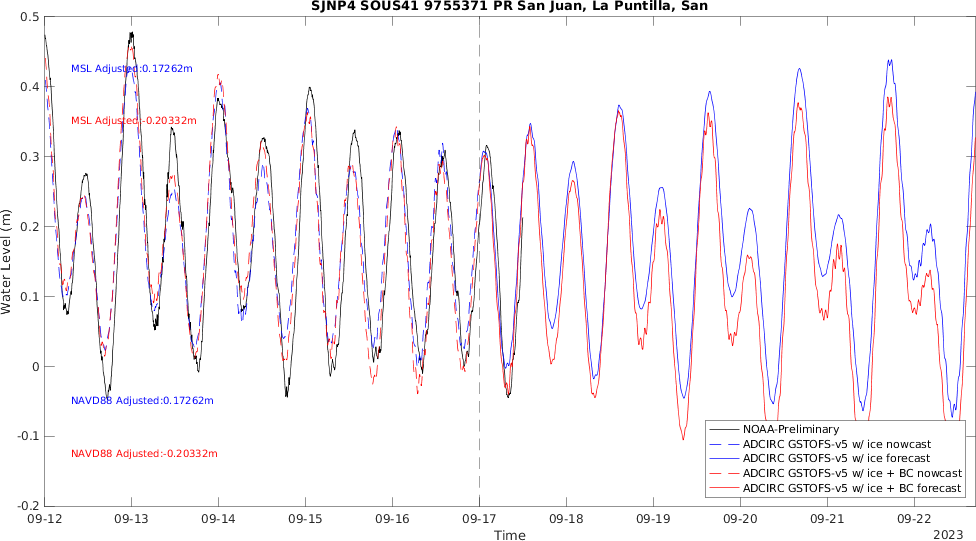 SJNP4 SOUS41 9755371 PR San Juan, La Puntilla, San
0.5
0.4
0.3
0.2
0.1
0
-0.1
-0.2
Water Level (m)
MSL Adjusted:0.17262m
MSL Adjusted:-0.20332m
NAVD88 Adjusted:0.17262m
NAVD88 Adjusted:-0.20332m
NOAA-Preliminary
ADCIRC GSTOFS-v5 w/ ice nowcast
ADCIRC GSTOFS-v5 w/ ice forecast
ADCIRC GSTOFS-v5 w/ ice + BC nowcast
ADCIRC GSTOFS-v5 w/ ice + BC forecast
09-12 09-13 09-14 09-15 09-16 09-17 09-18 09-19 09-20 09-21 09-22
Time
2023